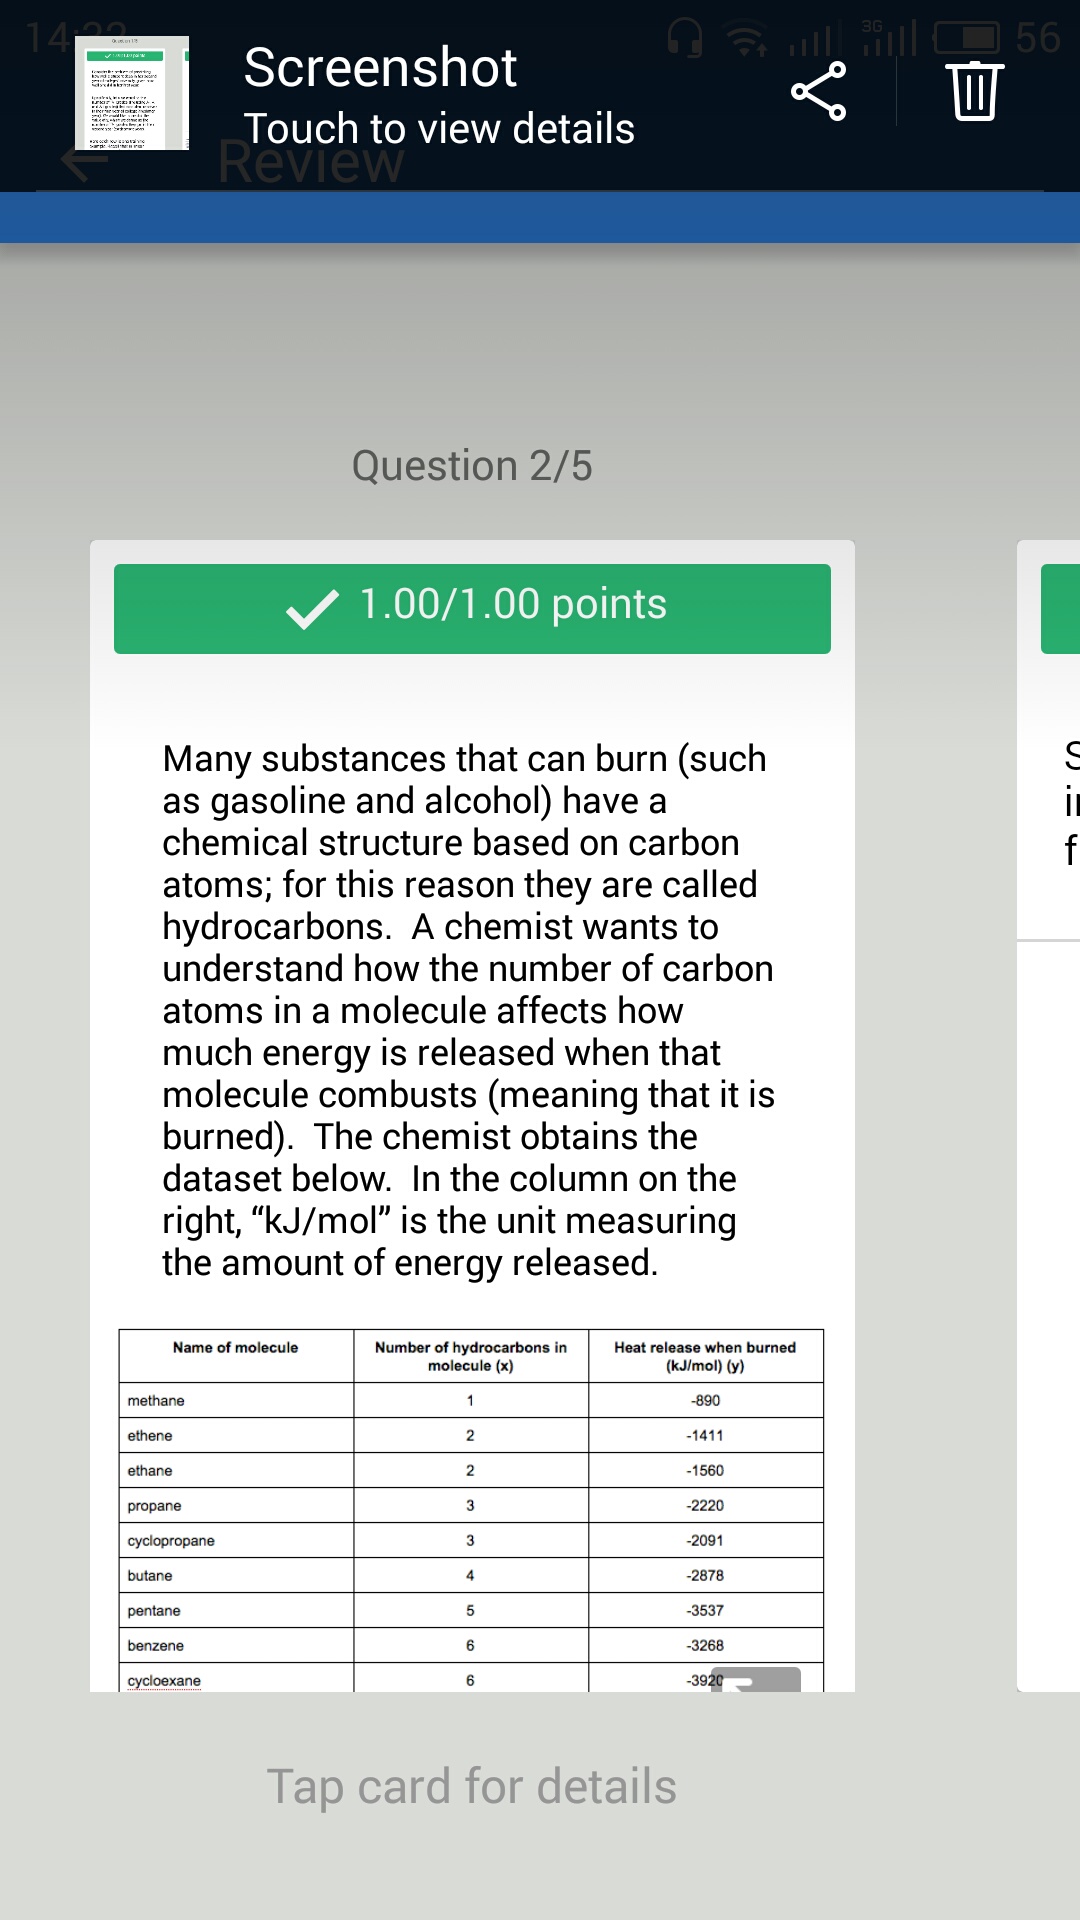 14:22
3G
56
Screenshot
Touch to view details
Review
Question 2/5
1.00/1.00 points
Many substances that can burn (such
as gasoline and alcohol) have a
chemical structure based on carbon
atoms; for this reason they are called
hydrocarbons. A chemist wants to
understand how the number of carbon
atoms in a molecule affects how
much energy is released when that
molecule combusts (meaning that it is
burned). The chemist obtains the
dataset below. In the column on the
right, “kJ/mol” is the unit measuring
the amount of energy released.
Name of molecule Number of hydrocarbons in molecule (x) Heat release when burned (kJ/mol) (y)
methane 1 -890
ethene 2 -1411
ethane 2 -1560
propane 3 -2220
cyclopropane 3 -2091
butane 4 -2878
pentane 5 -3537
benzene 6 -3268
cycloexane 6 -3920
Tap card for details